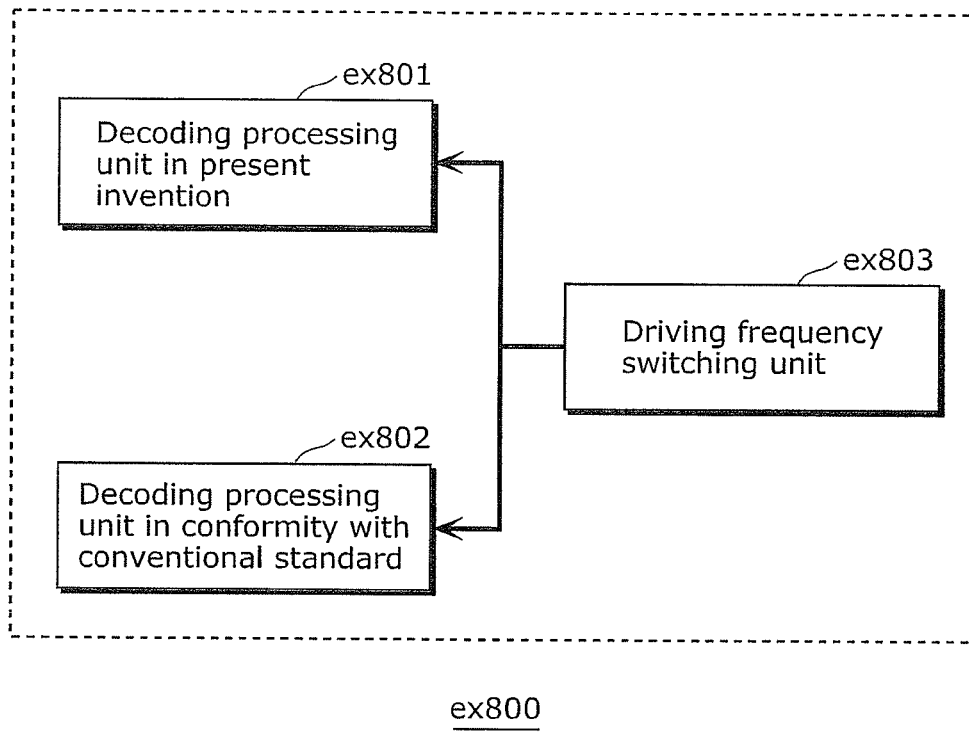 ex801
Decoding processing
unit in present
invention
ex803
Driving frequency
switching unit
ex802
Decoding processing
unit in conformity with
conventional standard
ex800